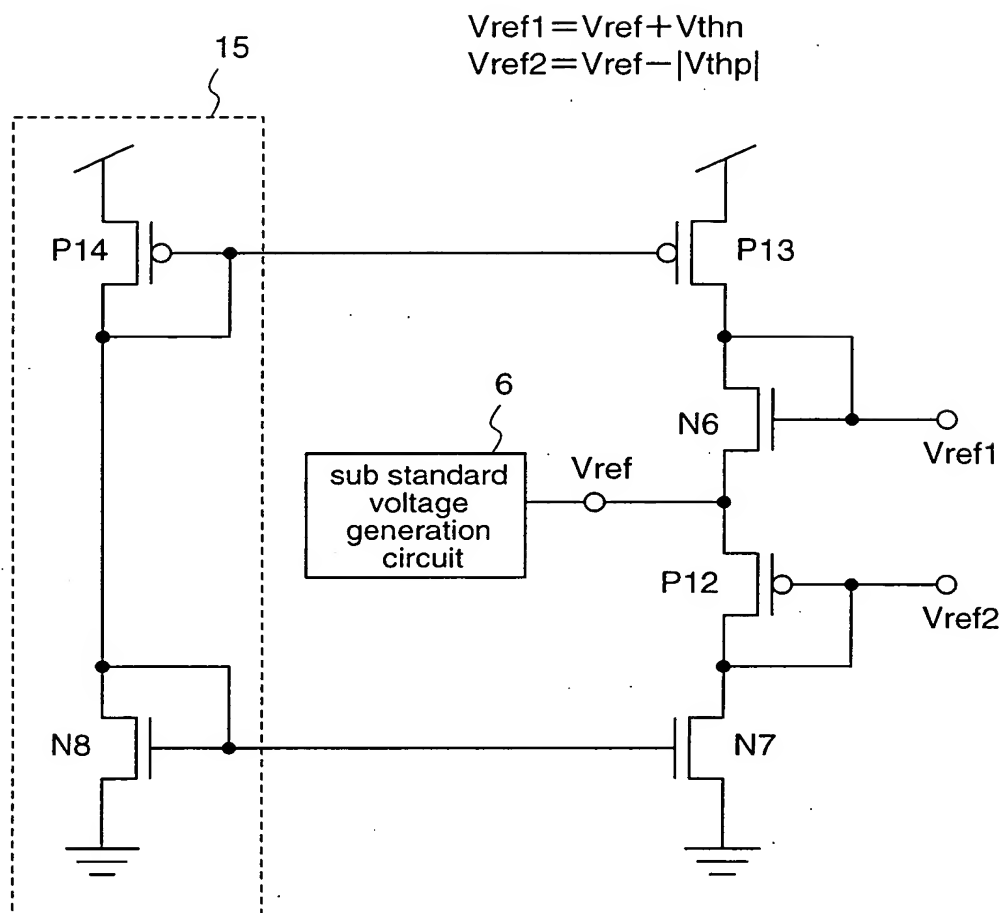 Vref1=Vref+Vthn
Vref2=Vref-|Vthp|
15
P14
P13
6
N6
Vref1
Vref
sub standard
voltage
generation
circuit
P12
Vref2
N8
N7